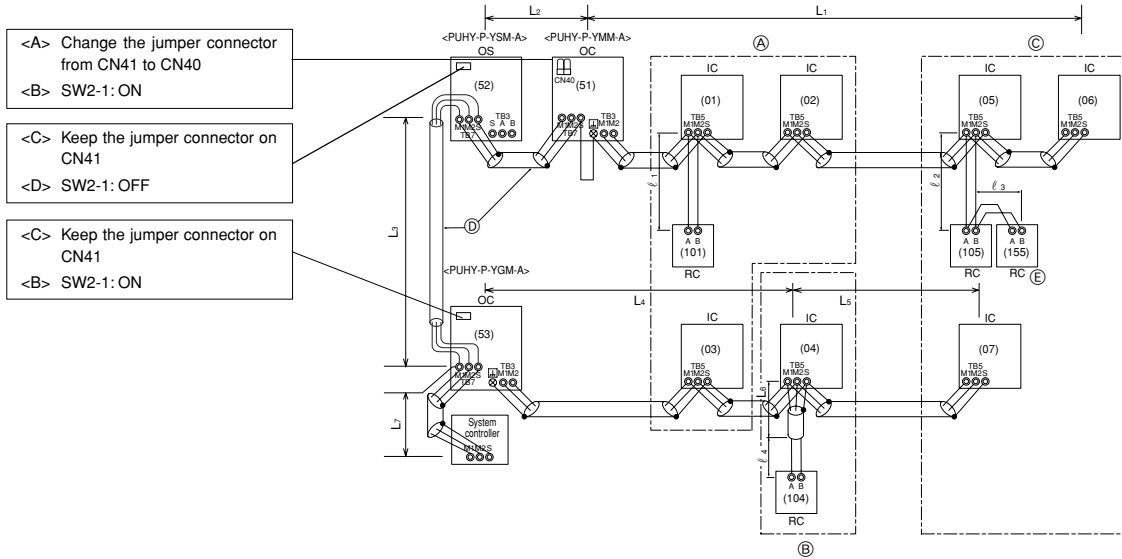 <A> Change the jumper connector
from CN41 to CN40
<B> SW2-1: ON
<C> Keep the jumper connector on
CN41
<D> SW2-1: OFF
<C> Keep the jumper connector on
CN41
<B> SW2-1: ON
L2
L1
<PUHY-P-YSM-A>
<PUHY-P-YMM-A>
OS
OC
A
C
(52)
CN40
(51)
IC
(01)
IC
(02)
IC
(05)
IC
(06)
M1M2S
TB7
TB3
S A B
M1M2S
TB7
TB3
M1M2
TB5
M1M2S
TB5
M1M2S
TB5
M1M2S
TB5
M1M2S
ℓ 1
ℓ 2
ℓ 3
D
L3
A B
(101)
RC
A B
(105)
RC
A B
(155)
RC
E
<PUHY-P-YGM-A>
OC
L4
L5
(53)
IC
(03)
IC
(04)
IC
(07)
M1M2S
TB7
TB3
M1M2
TB5
M1M2S
TB5
M1M2S
TB5
M1M2S
L6
L7
System
controller
M1M2S
ℓ 4
A B
(104)
RC
B